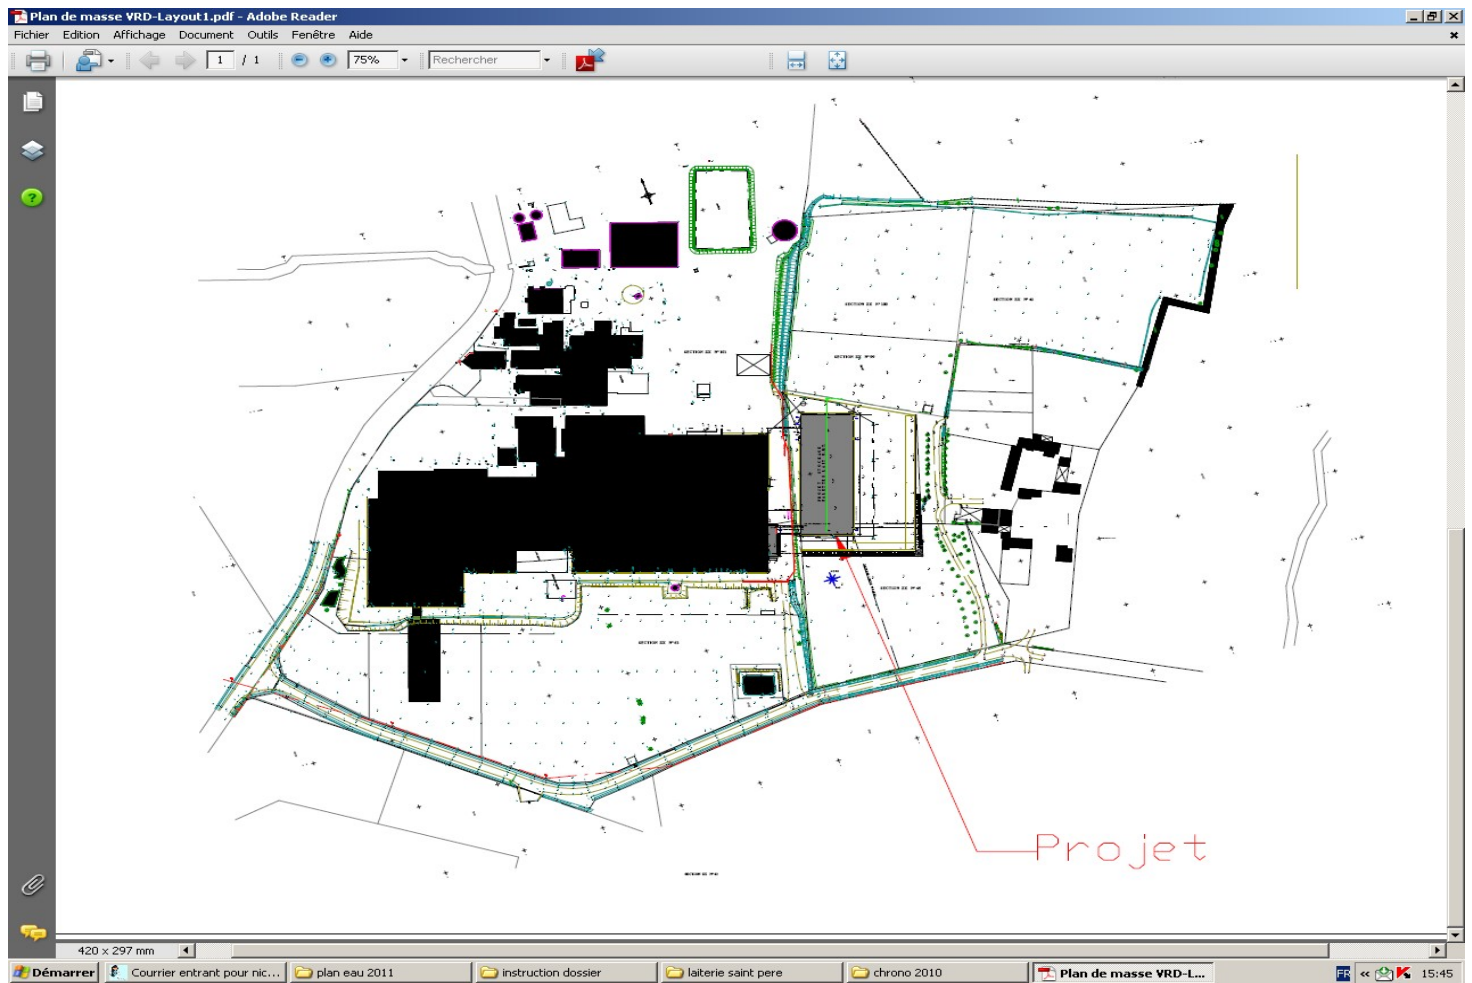 Plan de masse VRD-Layout1.pdf - Adobe Reader
Fichier Edition Affichage Document Outils Fenêtre Aide
1 / 1 75% Rechercher
Projet
420 x 297 mm
Démarrer Courrier entrant pour nic... plan eau 2011 instruction dossier laiterie saint pere chrono 2010 Plan de masse VRD-L... FR « 15:45